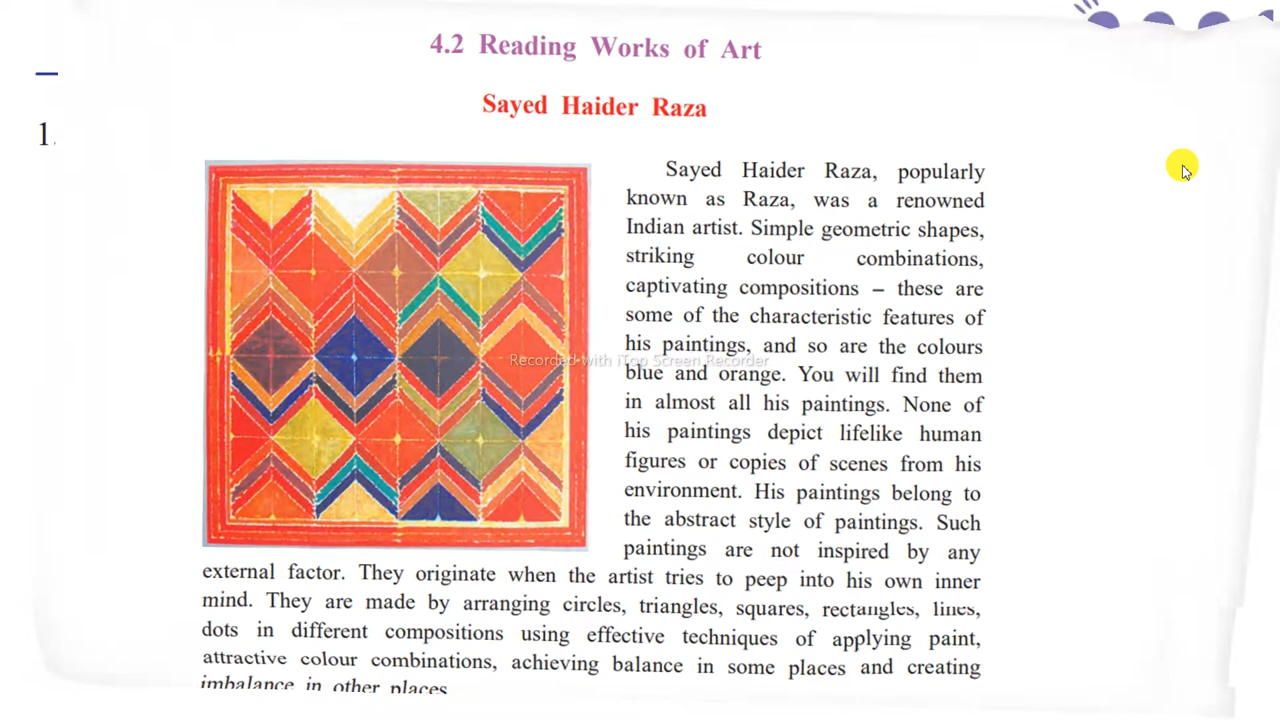 4.2 Reading Works of Art
Sayed Haider Raza
1.
Sayed Haider Raza, popularly
known as Raza, was a renowned
Indian artist. Simple geometric shapes,
striking colour combinations,
captivating compositions – these are
some of the characteristic features of
his paintings, and so are the colours
Recorded with iTop Screen Recorder
blue and orange. You will find them
in almost all his paintings. None of
his paintings depict lifelike human
figures or copies of scenes from his
environment. His paintings belong to
the abstract style of paintings. Such
paintings are not inspired by any
external factor. They originate when the artist tries to peep into his own inner
mind. They are made by arranging circles, triangles, squares, rectangles, lines,
dots in different compositions using effective techniques of applying paint,
attractive colour combinations, achieving balance in some places and creating
imbalance in other places